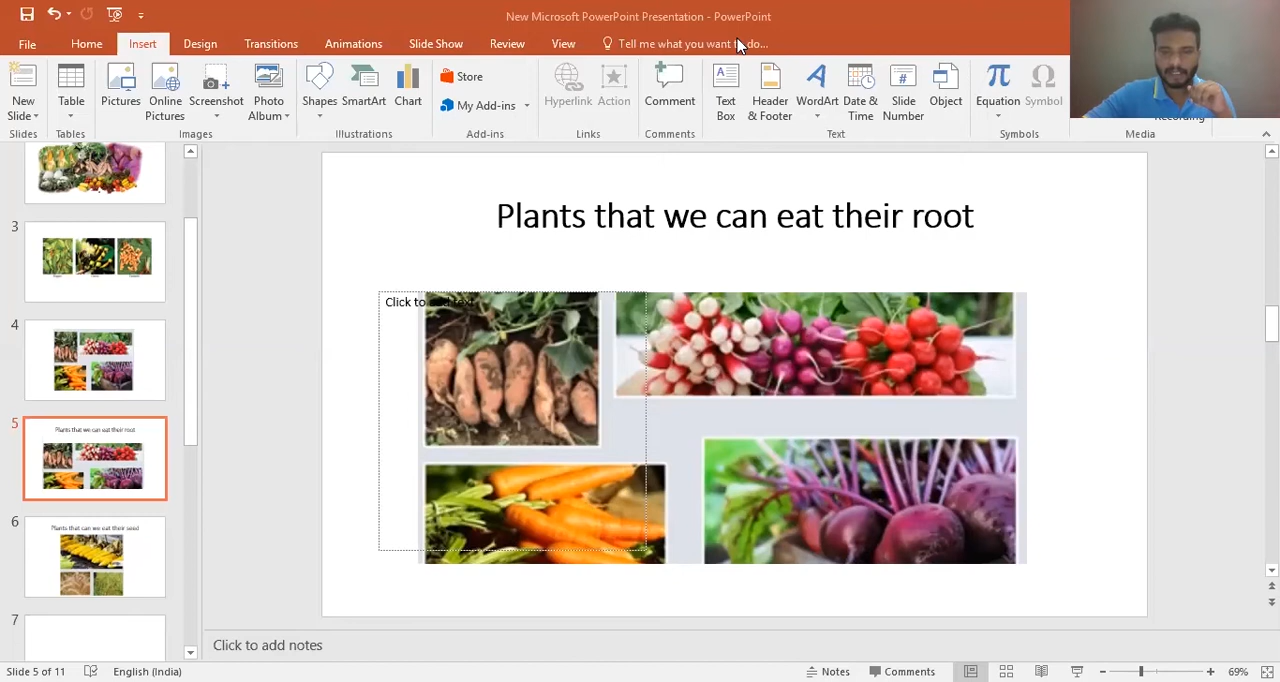 New Microsoft PowerPoint Presentation - PowerPoint
File Home Insert Design Transitions Animations Slide Show Review View Tell me what you want to do...
New Slide
Table
Pictures
Online Pictures
Screenshot
Photo Album
Shapes
SmartArt
Chart
Store
My Add-ins
Hyperlink
Action
Comment
Text Box
Header & Footer
WordArt
Date & Time
Slide Number
Object
Equation
Symbol
Recording
Slides Tables Images Illustrations Add-ins Links Comments Text Symbols Media
3
4
5
Plants that we can eat their root
6
Plants that can we eat their seed
7
Plants that we can eat their root
Click to add text
Click to add notes
Slide 5 of 11 English (India) Notes Comments 69%